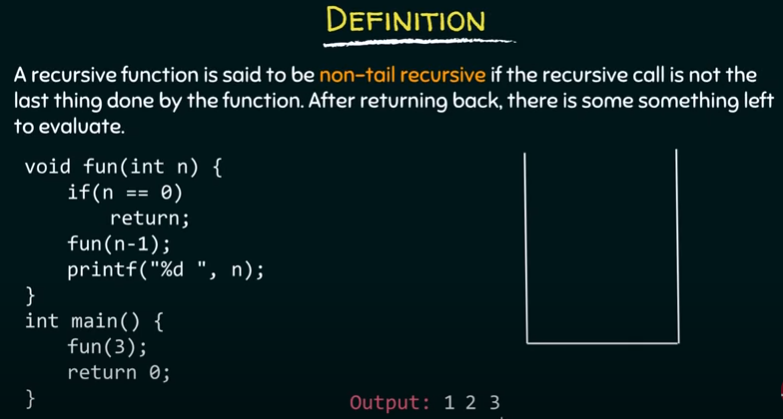 DEFINITION
A recursive function is said to be non-tail recursive if the recursive call is not the
last thing done by the function. After returning back, there is some something left
to evaluate.
void fun(int n) {
    if(n == 0)
        return;
    fun(n-1);
    printf("%d ", n);
}
int main() {
    fun(3);
    return 0;
}
Output: 1 2 3